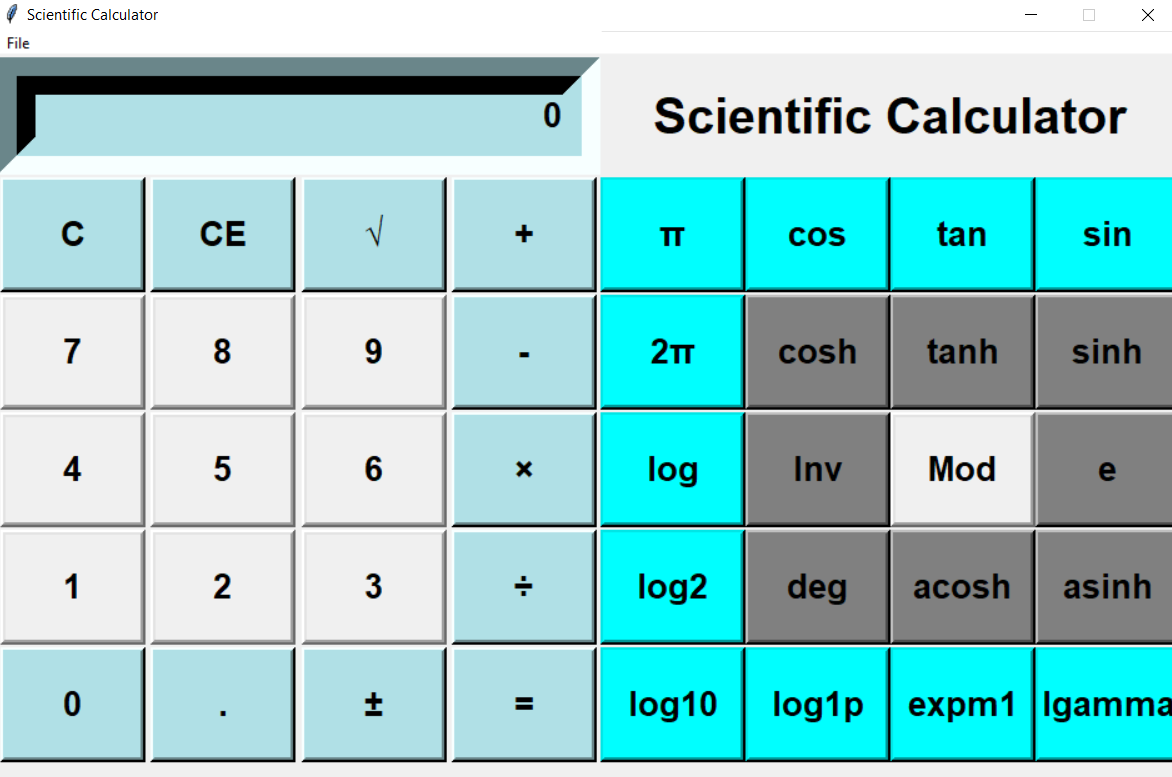 Scientific Calculator
File
0
Scientific Calculator
C CE √ + π cos tan sin
7 8 9 - 2π cosh tanh sinh
4 5 6 × log Inv Mod e
1 2 3 ÷ log2 deg acosh asinh
0 . ± = log10 log1p expm1 lgamma